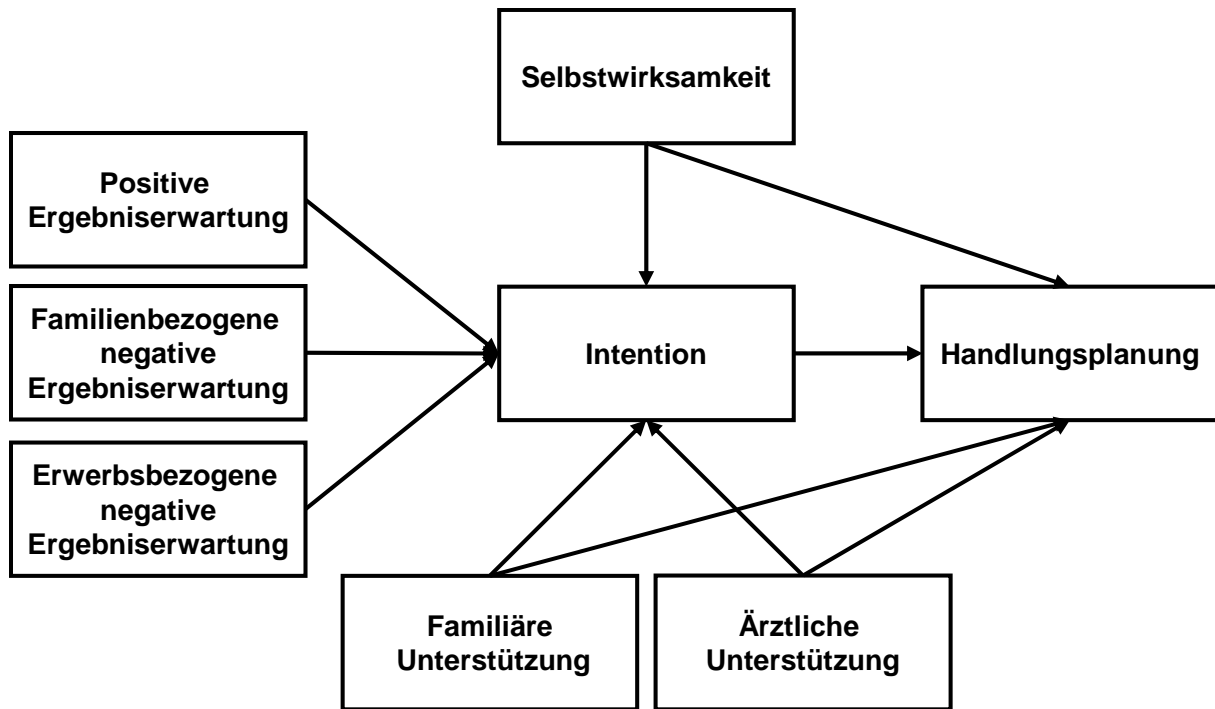 Selbstwirksamkeit
Positive
Ergebniserwartung
Familienbezogene
negative
Ergebniserwartung
Erwerbsbezogene
negative
Ergebniserwartung
Intention
Handlungsplanung
Familiäre
Unterstützung
Ärztliche
Unterstützung